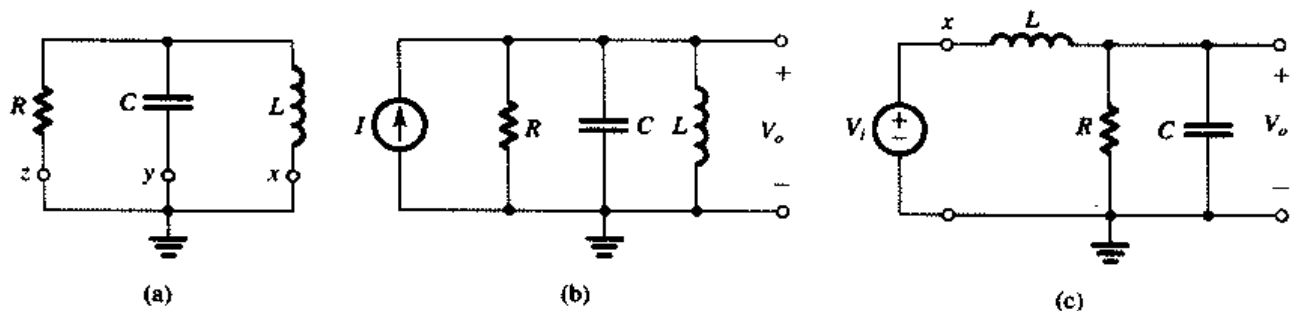 R C L
z y x
(a)
I R C L + V_o −
(b)
x L
V_i + − R C + V_o −
(c)